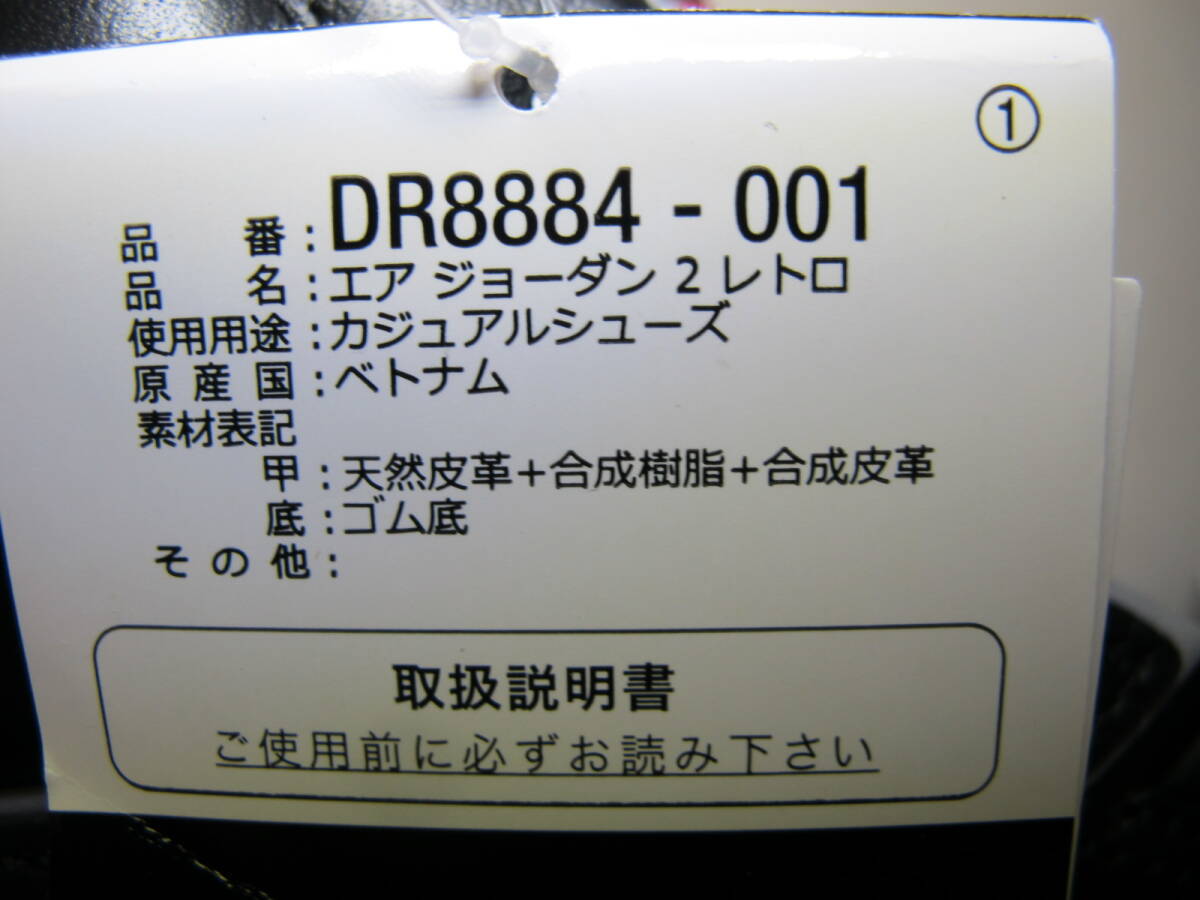 ①
品番:DR8884-001
品名:エア ジョーダン 2 レトロ
使用用途:カジュアルシューズ
原産国:ベトナム
素材表記
甲:天然皮革+合成樹脂+合成皮革
底:ゴム底
その他:
取扱説明書
ご使用前に必ずお読み下さい